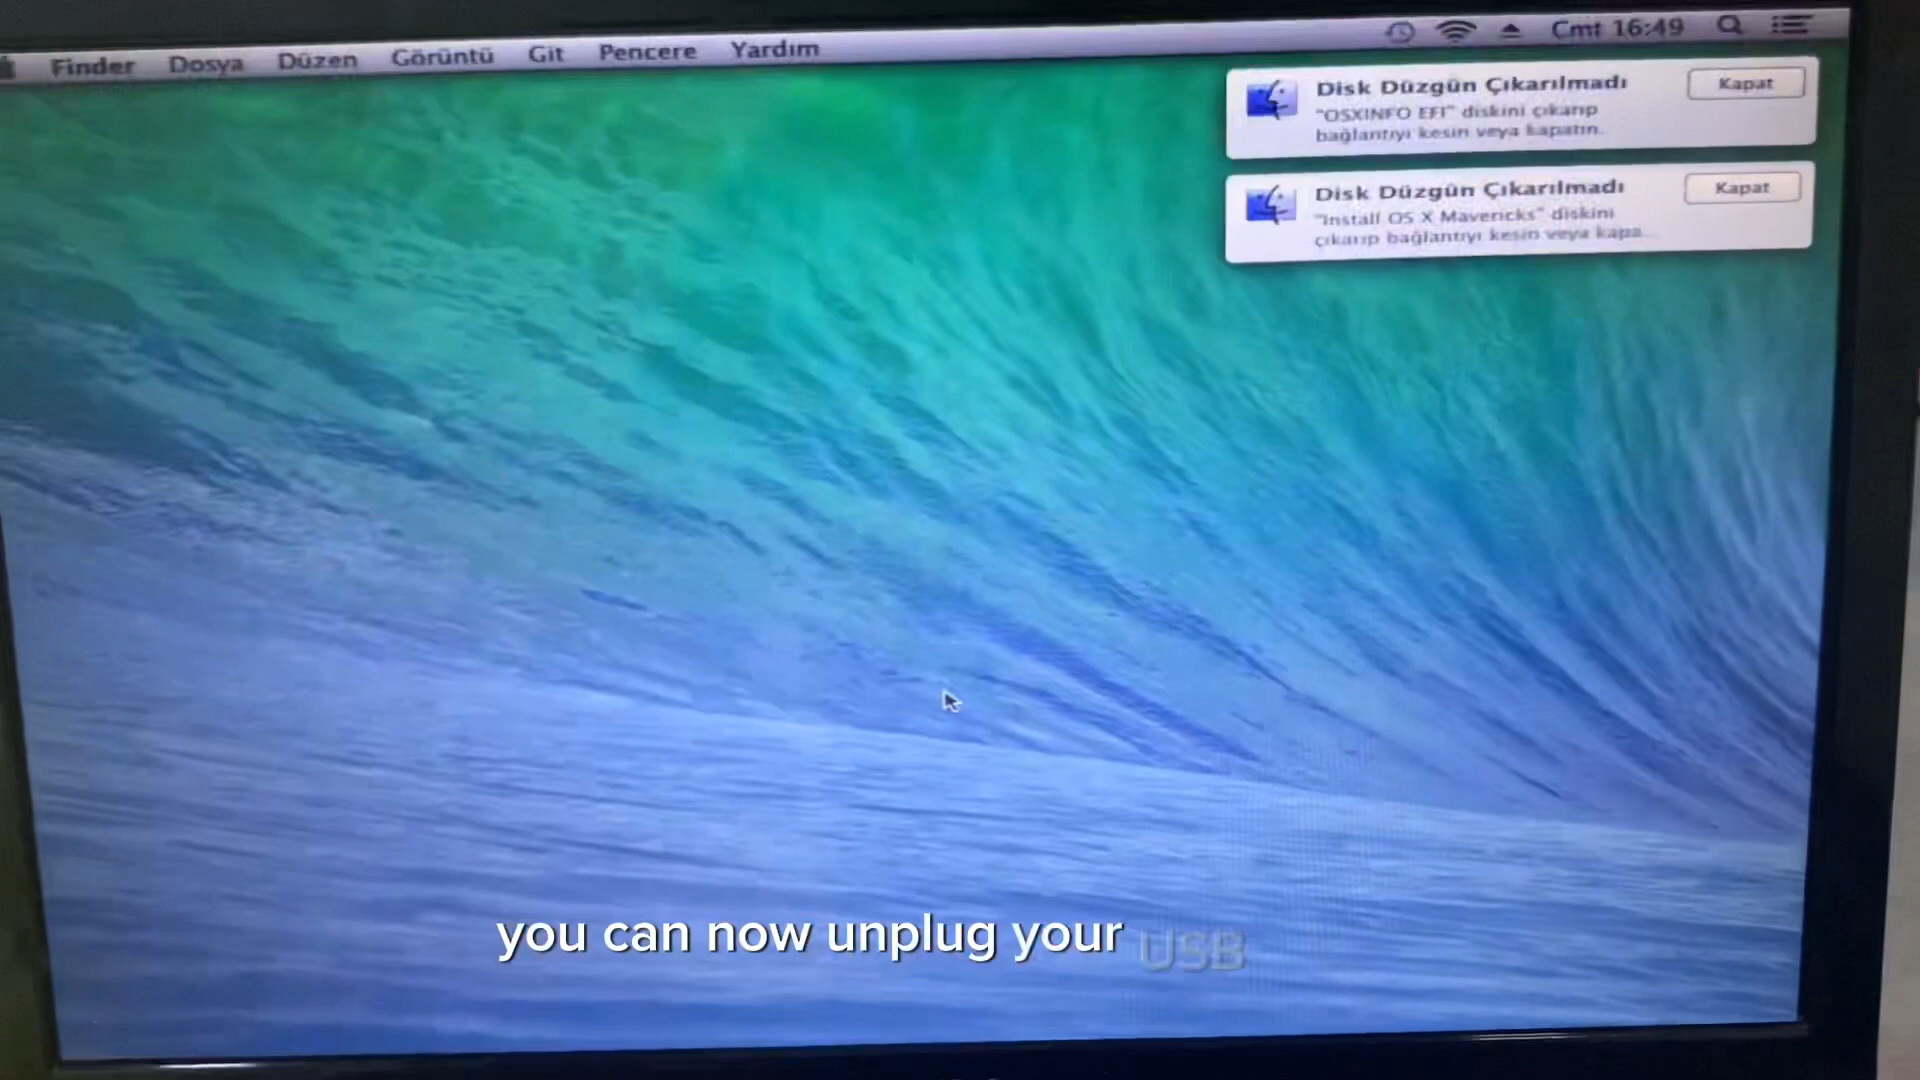 Finder Dosya Düzen Görüntü Git Pencere Yardım Cmt 16:49
Disk Düzgün Çıkarılmadı
Kapat
"OSXINFO EFI" diskini çıkarıp
bağlantıyı kesin veya kapatın.
Disk Düzgün Çıkarılmadı
Kapat
"Install OS X Mavericks" diskini
çıkarıp bağlantıyı kesin veya kapa...
you can now unplug your USB